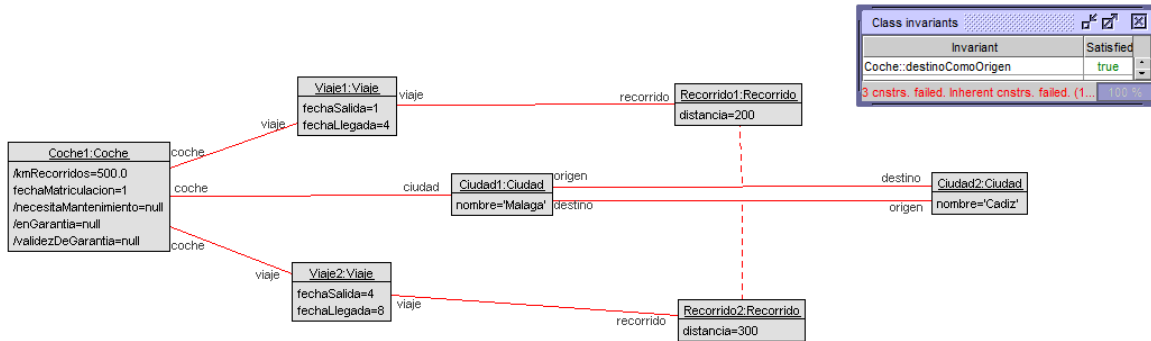 Class invariants
Invariant
Satisfied
Coche::destinoComoOrigen
true
3 cnstrs. failed. Inherent cnstrs. failed. (1...
100 %
Viaje1:Viaje
fechaSalida=1
fechaLlegada=4
viaje
recorrido
Recorrido1:Recorrido
distancia=200
viaje
coche
Coche1:Coche
/kmRecorridos=500.0
fechaMatriculacion=1
/necesitaMantenimiento=null
/enGarantia=null
/validezDeGarantia=null
coche
ciudad
Ciudad1:Ciudad
nombre='Malaga'
origen
destino
destino
origen
Ciudad2:Ciudad
nombre='Cadiz'
coche
viaje
Viaje2:Viaje
fechaSalida=4
fechaLlegada=8
viaje
recorrido
Recorrido2:Recorrido
distancia=300